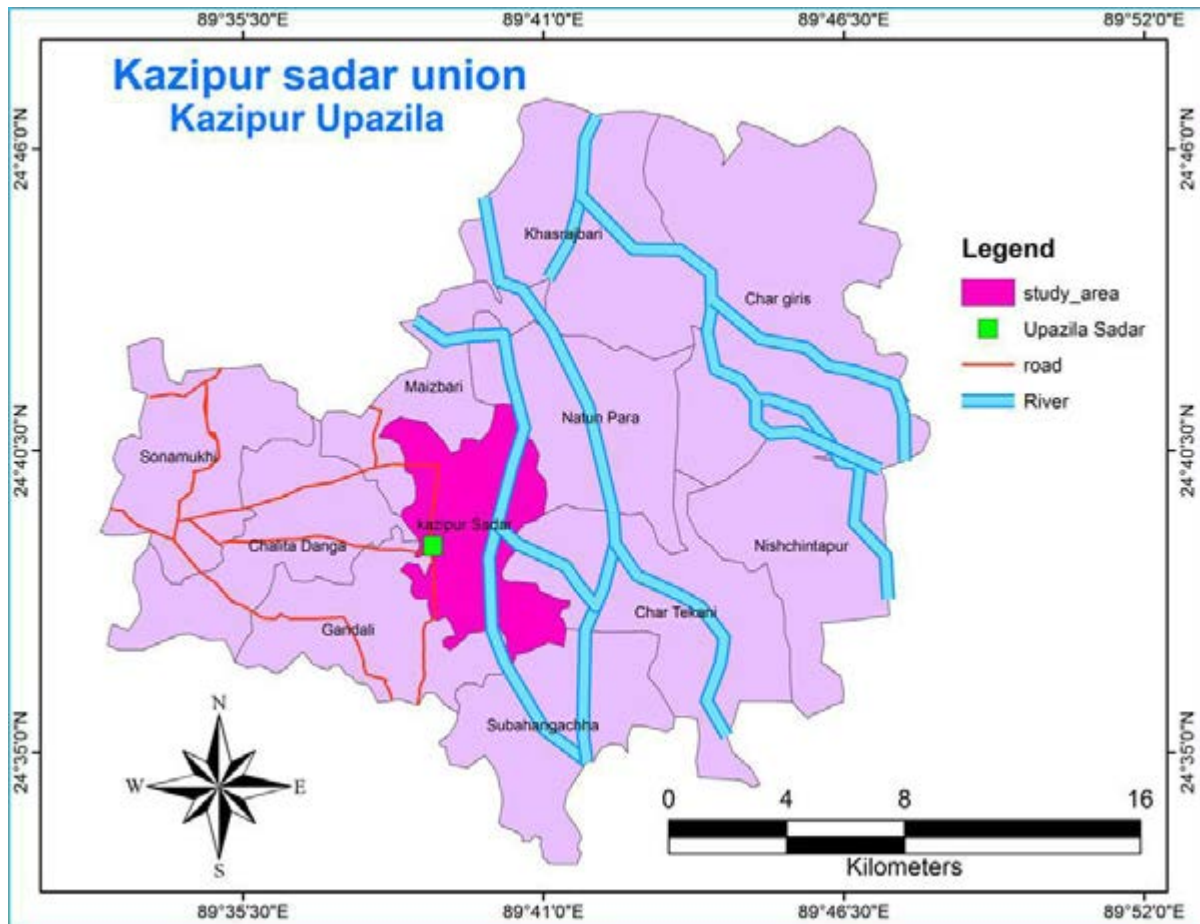 89°35'30"E 89°41'0"E 89°46'30"E 89°52'0"E
Kazipur sadar union
Kazipur Upazila
24°46'0"N
24°46'0"N
Khasrajbari
Legend
study_area
Char giris
Upazila Sadar
road
Maizbari
River
Natun Para
24°40'30"N
Sonamukhi
24°40'30"N
kazipur Sadar
Chalita Danga
Nishchintapur
Char Tekani
Gandali
N
Subahangachha
24°35'0"N
24°35'0"N
W E
S
0 4 8 16
Kilometers
89°35'30"E 89°41'0"E 89°46'30"E 89°52'0"E